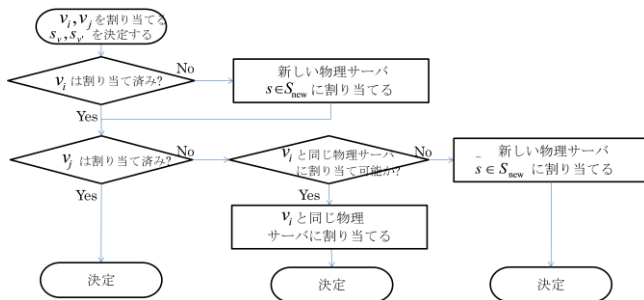 v_i, v_j を割り当てる
s_v, s_v' を決定する
v_i は割り当て済み?
No
新しい物理サーバ
s∈S_new に割り当てる
Yes
v_j は割り当て済み?
No
v_i と同じ物理サーバ
に割り当て可能か?
No
新しい物理サーバ
s̄ ∈ S_new に割り当てる
Yes
Yes
v_i と同じ物理
サーバに割り当てる
決定
決定
決定